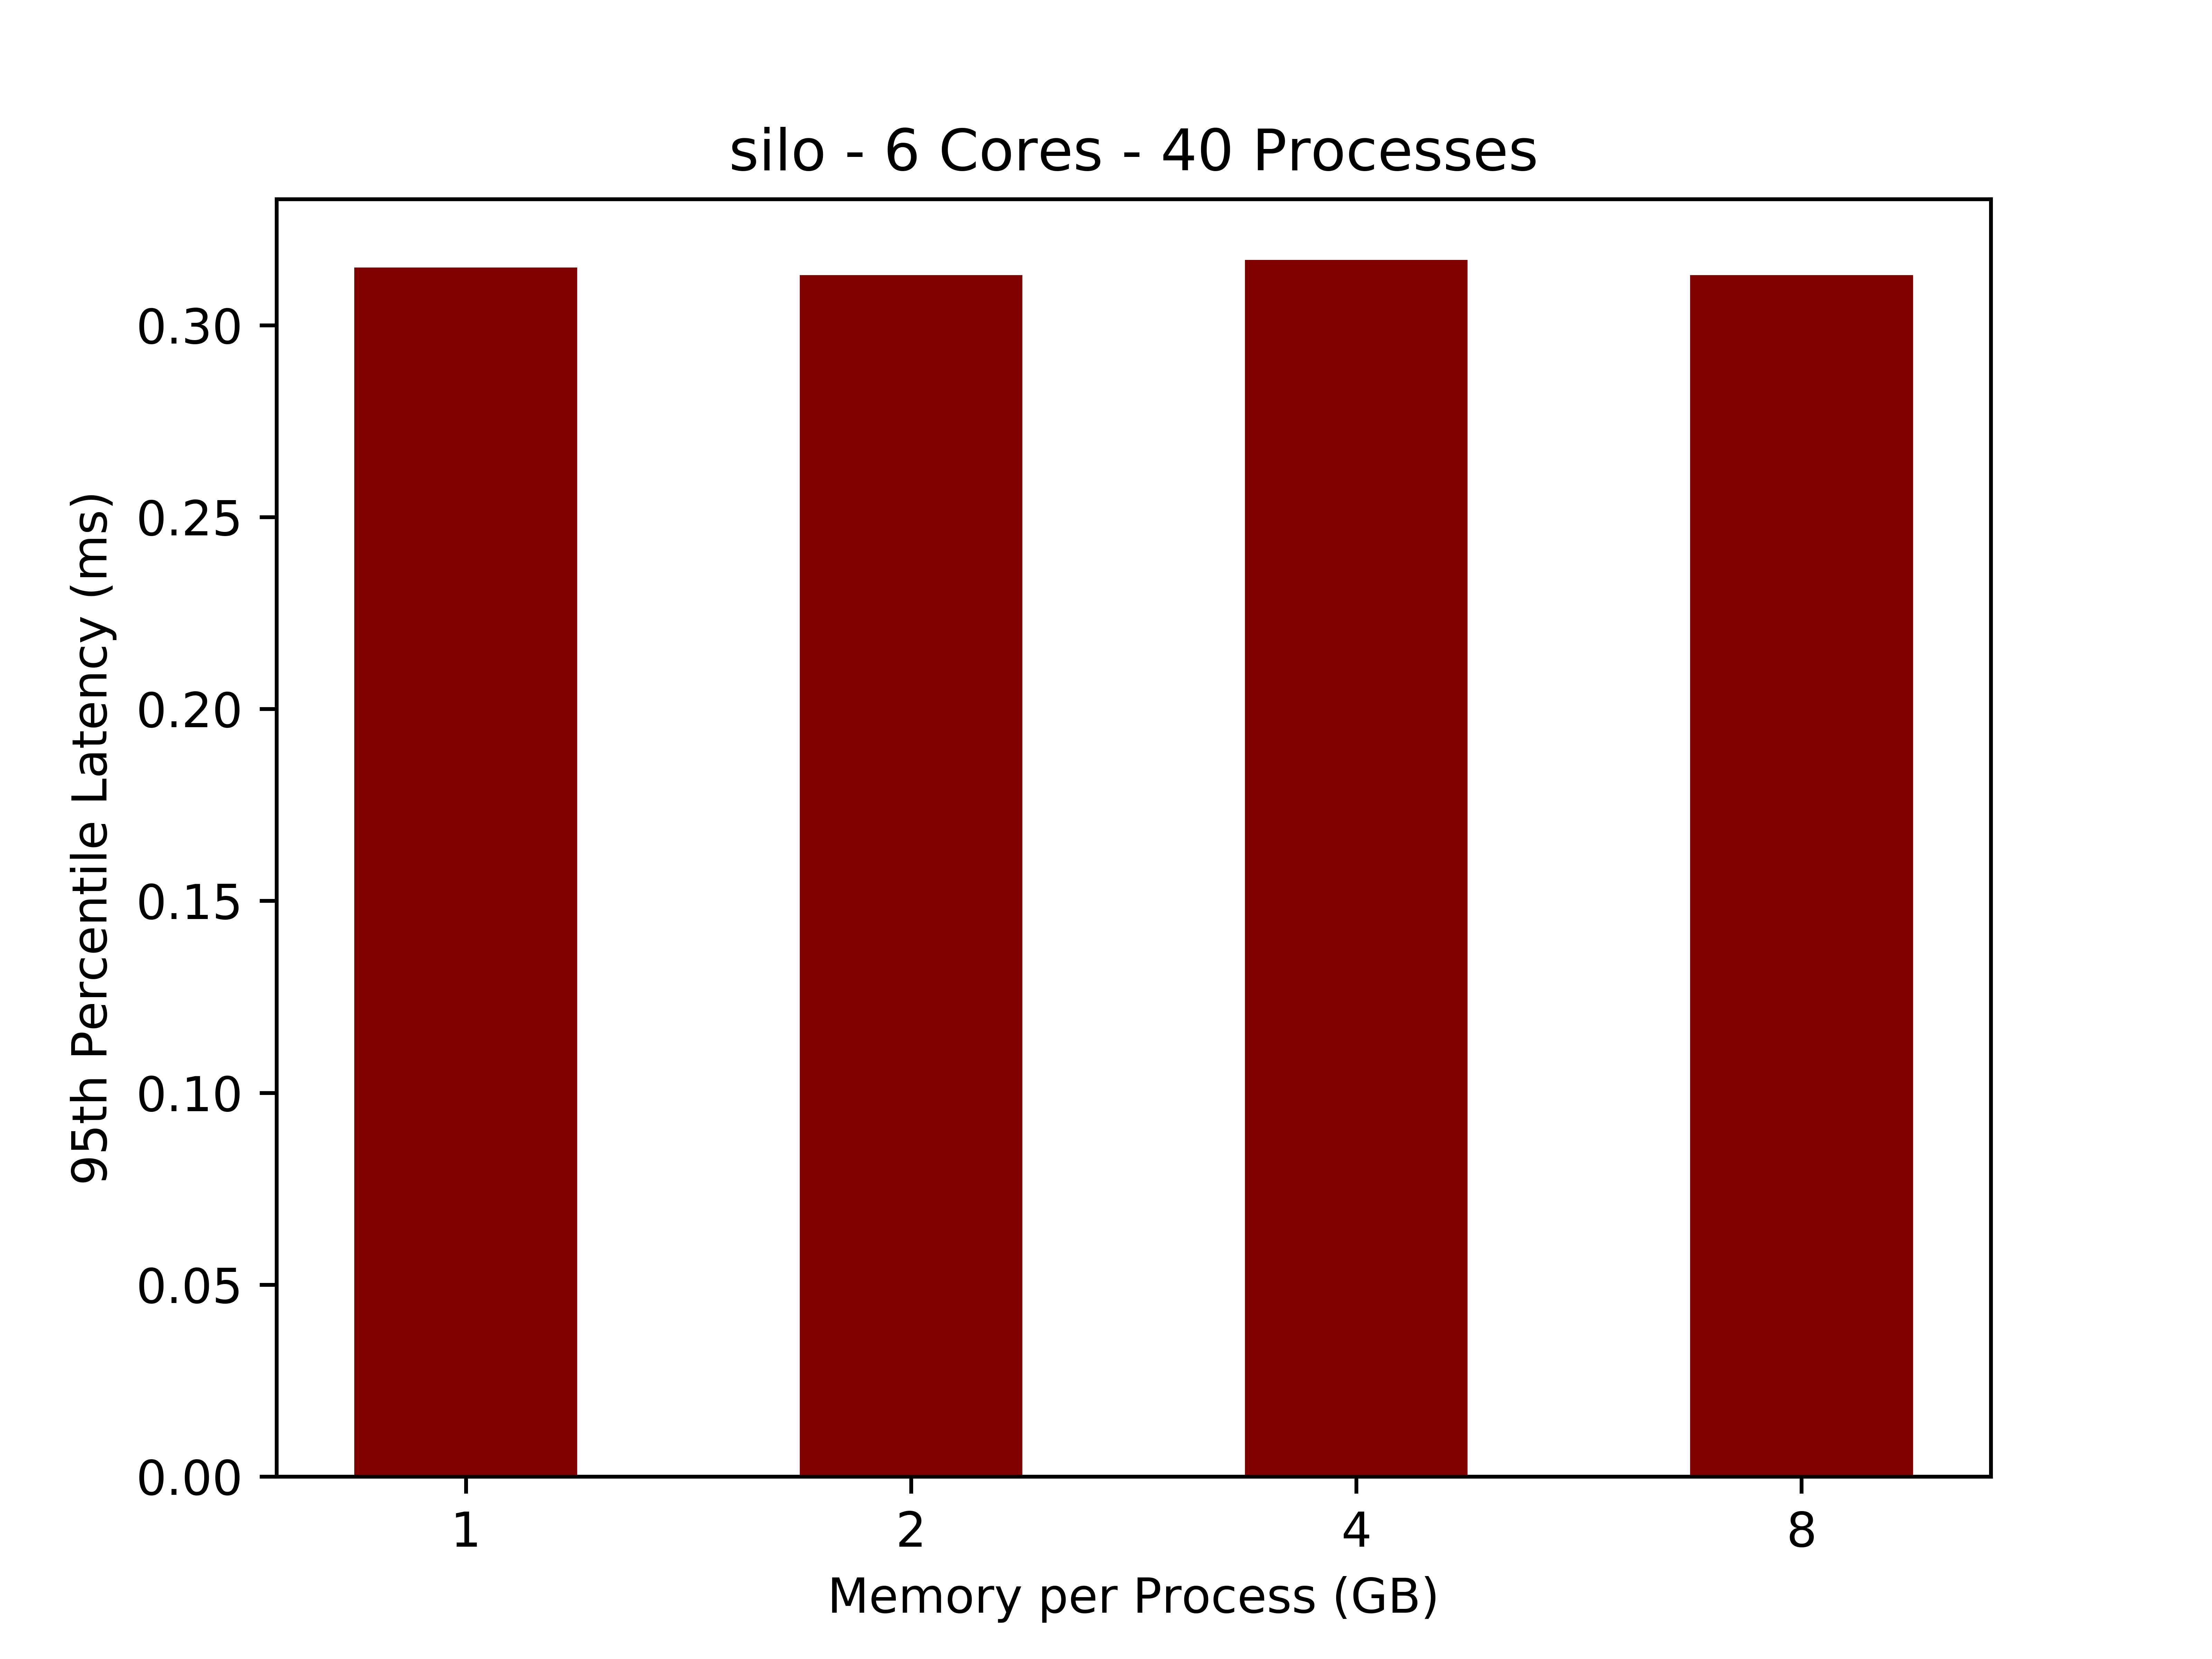 silo - 6 Cores - 40 Processes
95th Percentile Latency (ms)
0.30
0.25
0.20
0.15
0.10
0.05
0.00
1 2 4 8
Memory per Process (GB)